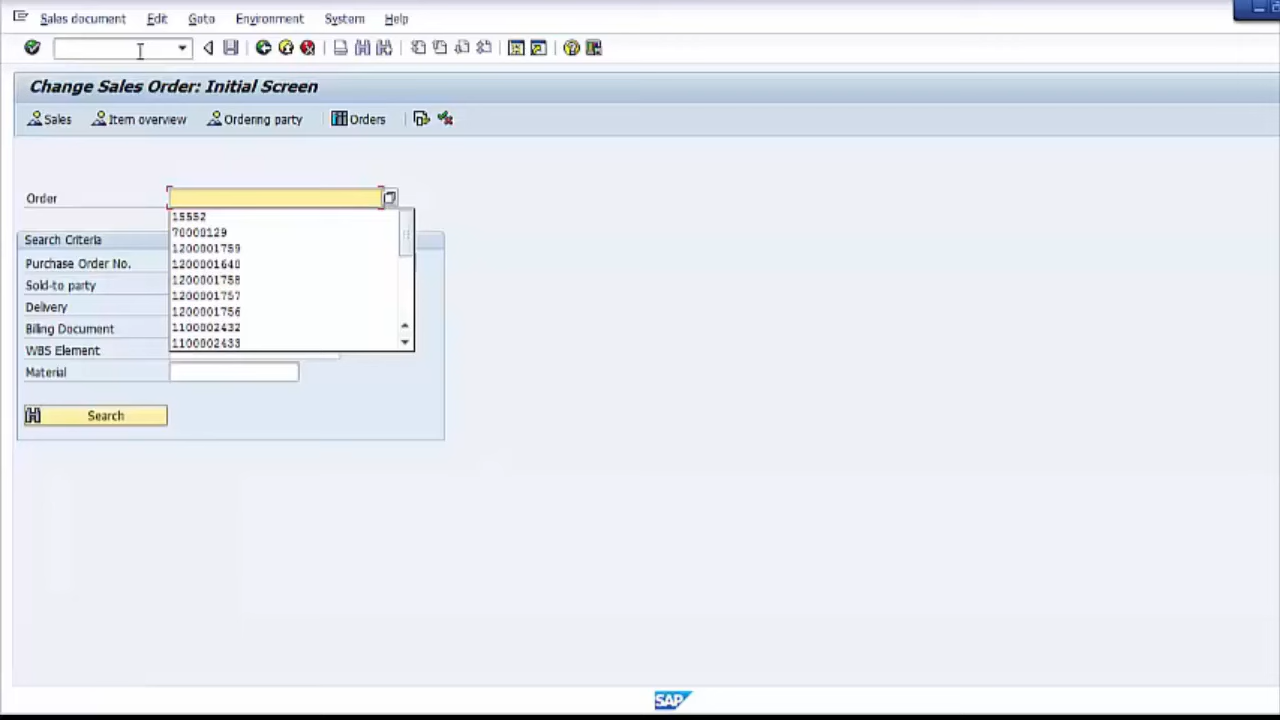 Sales document Edit Goto Environment System Help
Change Sales Order: Initial Screen
Sales Item overview Ordering party Orders
Order
15552
70000129
1200001759
1200001640
1200001758
1200001757
1200001756
1100002432
1100002433
Search Criteria
Purchase Order No.
Sold-to party
Delivery
Billing Document
WBS Element
Material
Search
SAP